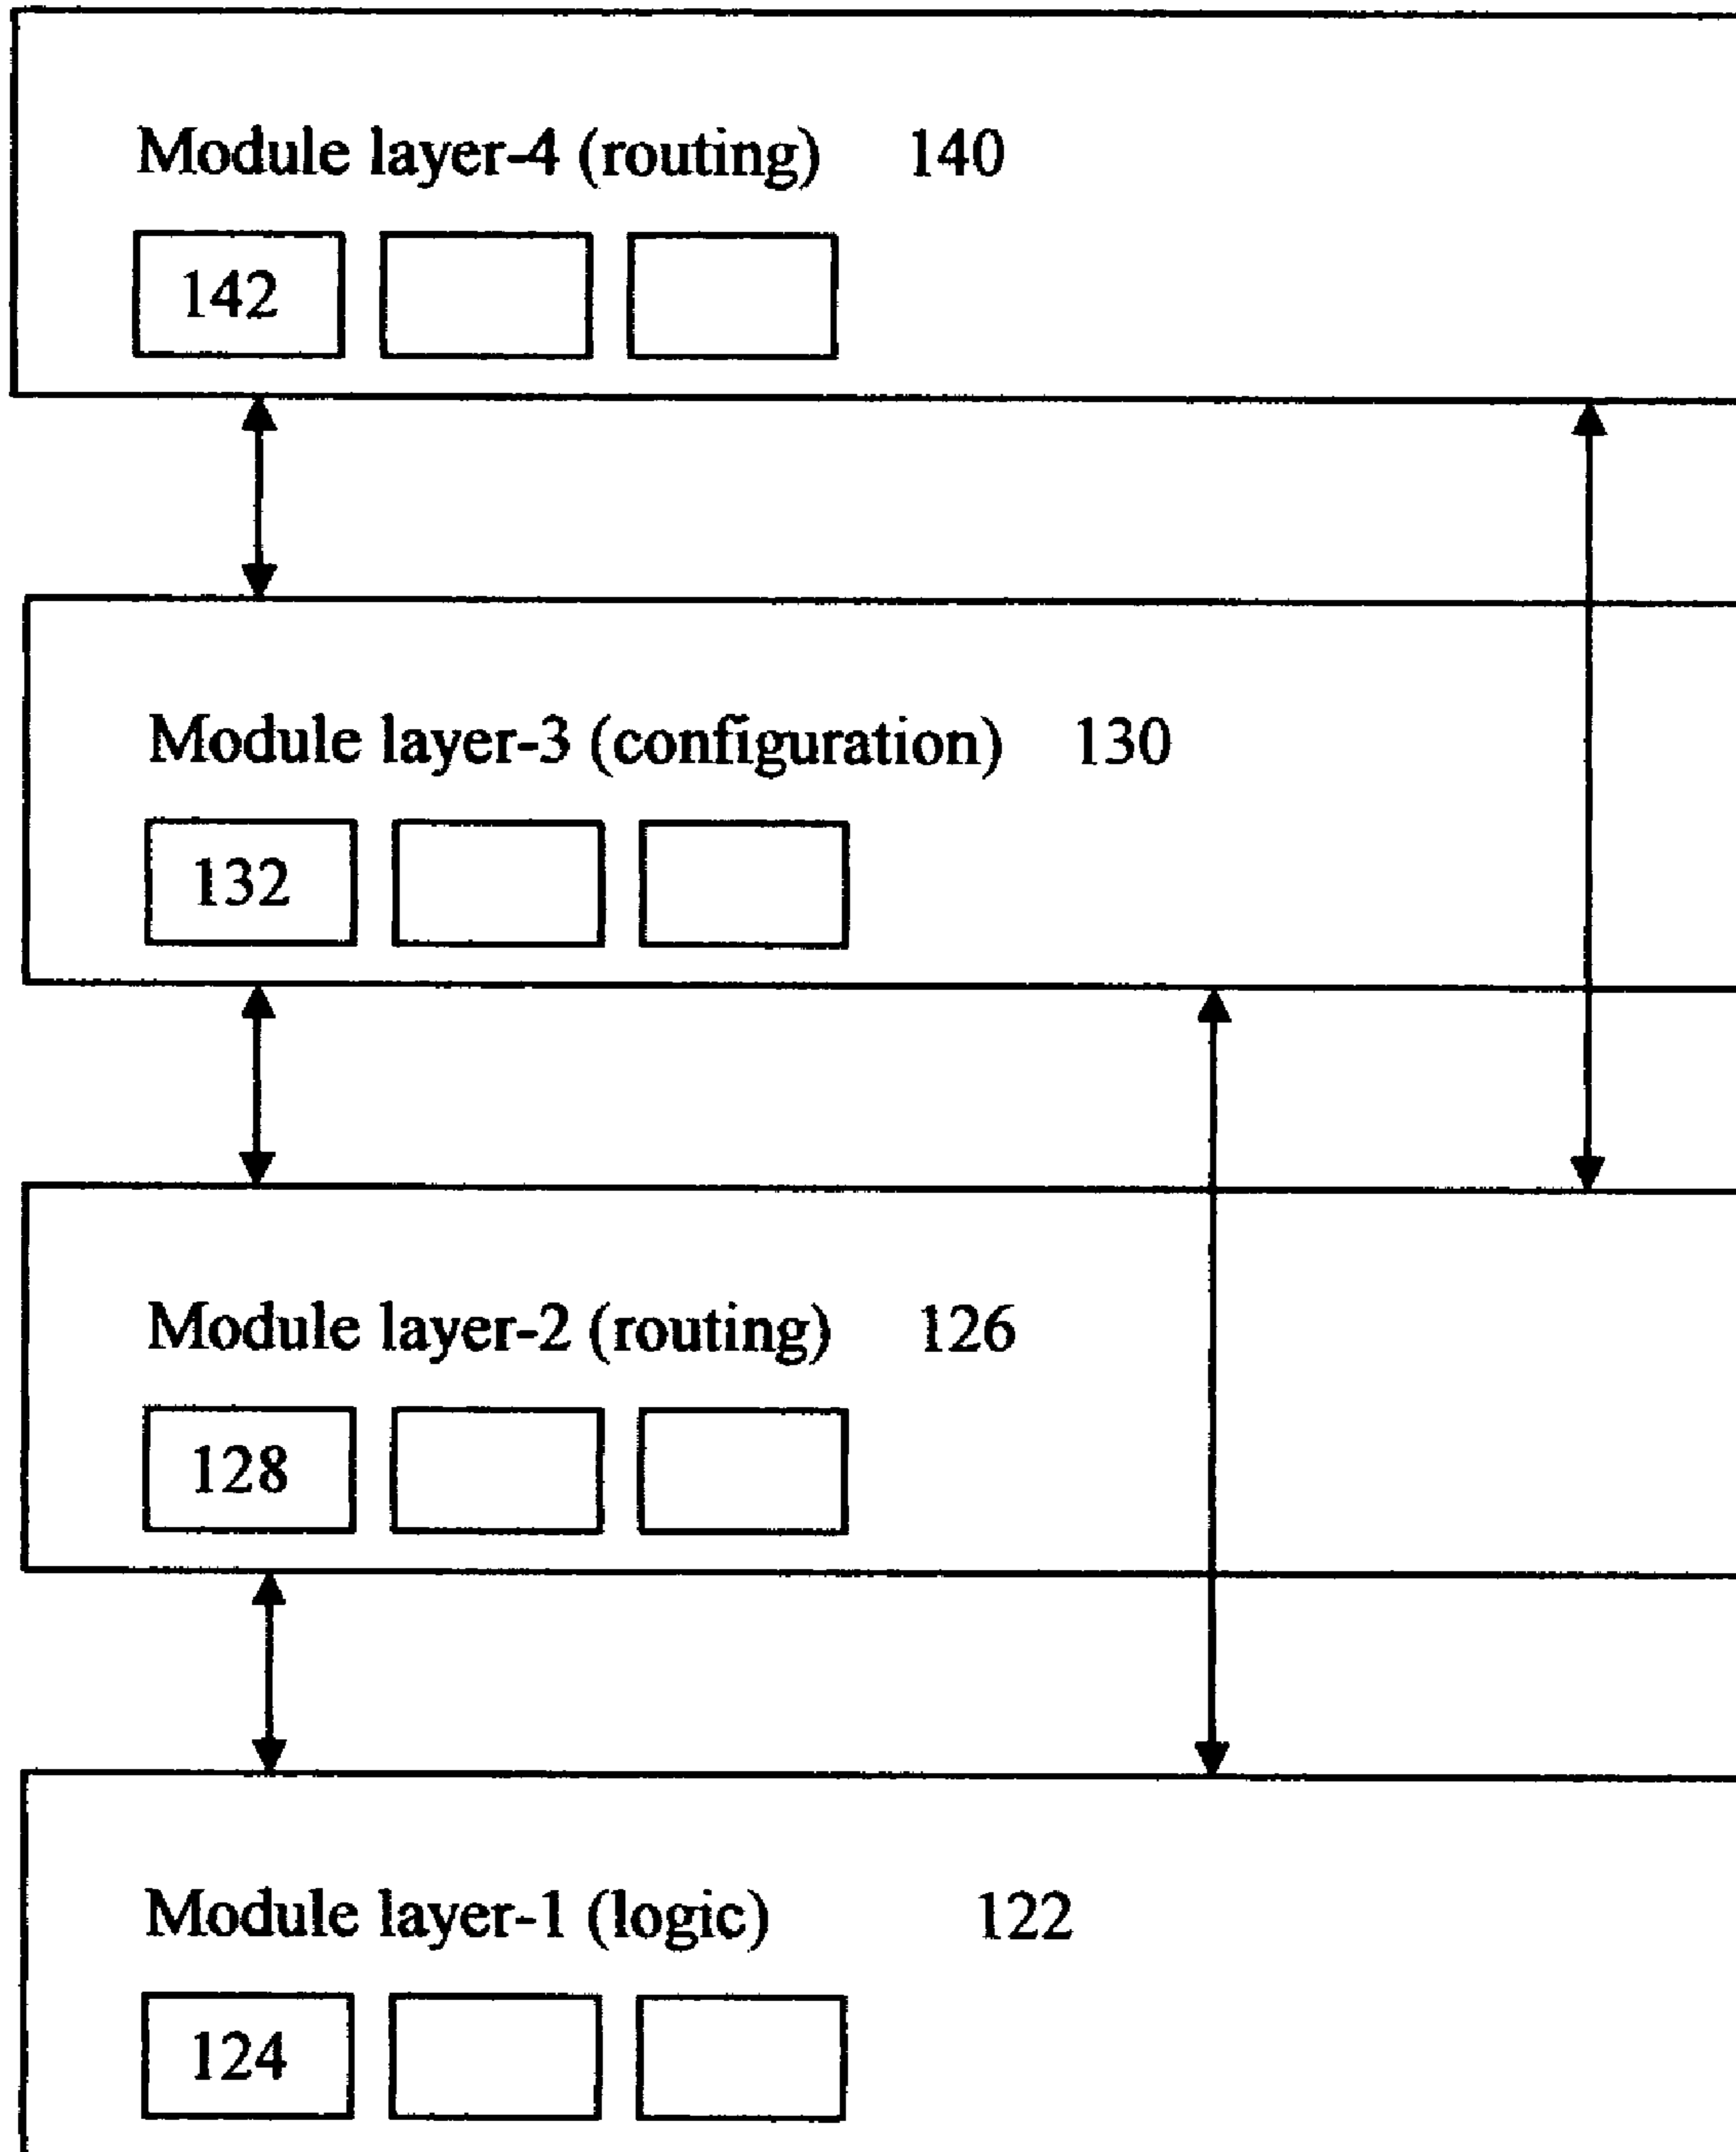 Module layer-4 (routing) 140
142
Module layer-3 (configuration) 130
132
Module layer-2 (routing) 126
128
Module layer-1 (logic) 122
124